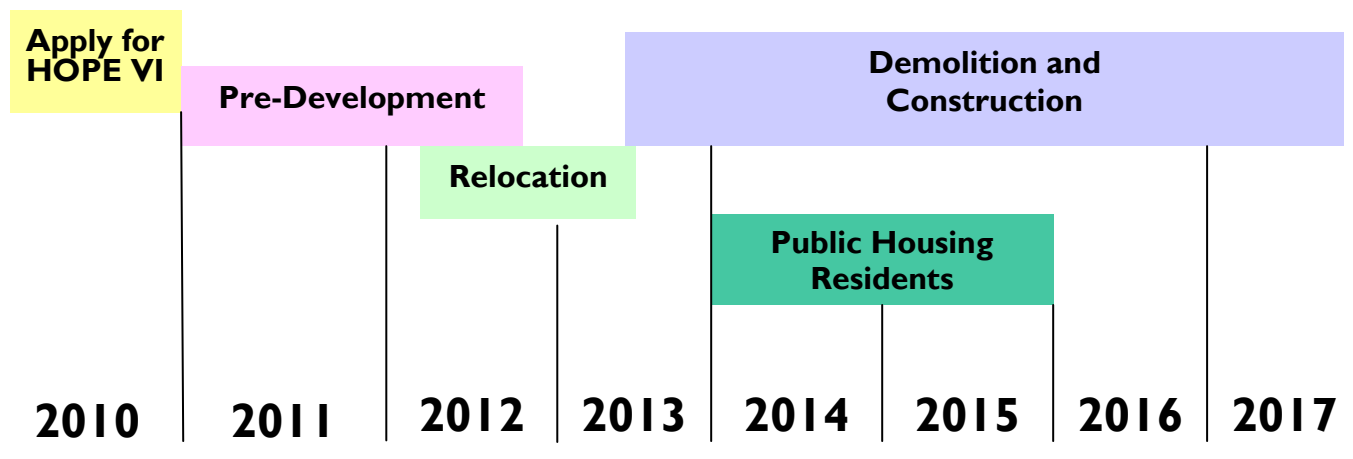 Apply for
HOPE VI
Pre-Development
Demolition and
Construction
Relocation
Public Housing
Residents
2010 2011 2012 2013 2014 2015 2016 2017